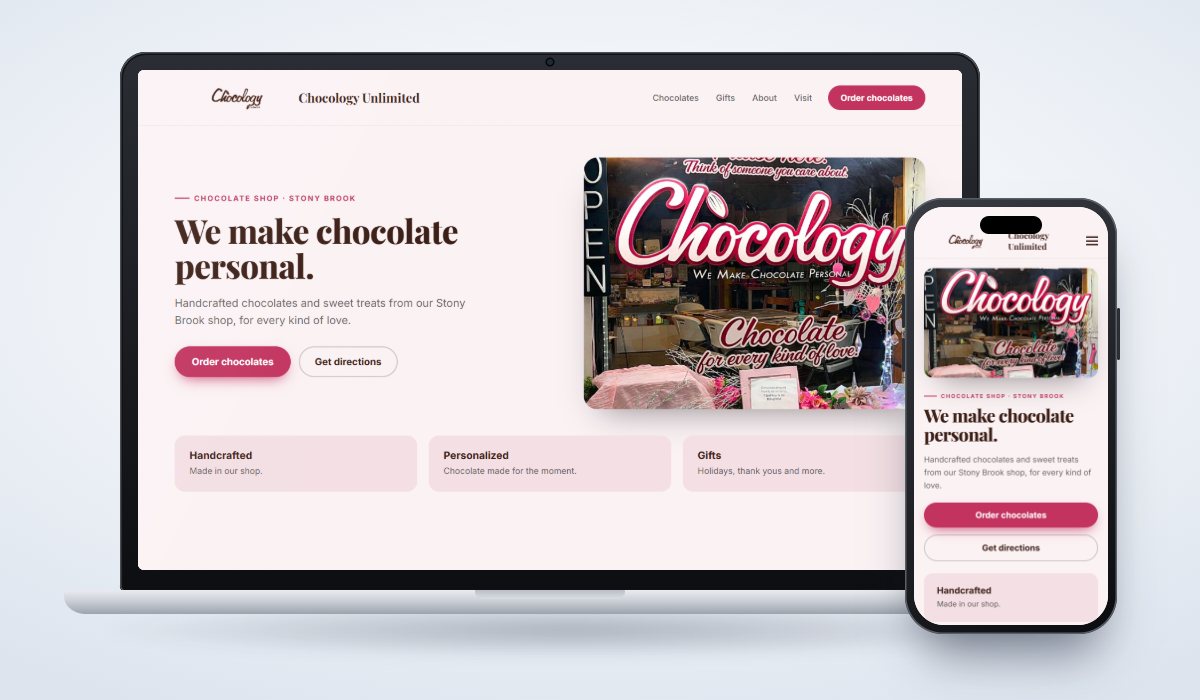 Chocology
Chocology Unlimited
Chocologies
Gifts
About
Visit
Order chocolates
CHOCOLATE SHOP · STONY BROOK
We make chocolate
personal.
Handcrafted chocolates and sweet treats from our Stony
Brook shop, for every kind of love.
Order chocolates
Get directions
OPEN
Think of someone you care about.
Chocology
WE MAKE CHOCOLATE PERSONAL
Chocolate
for every kind of love!
Handcrafted
Made in our shop.
Personalized
Chocolate made for the moment.
Gifts
Holidays, thank yous and more.
Chocology
Chocology
Unlimited
OPEN
Chocology
WE MAKE CHOCOLATE PERSONAL
Chocolate
for every kind of love!
CHOCOLATE SHOP · STONY BROOK
We make chocolate
personal.
Handcrafted chocolates and sweet treats
from our Stony Brook shop, for every kind of
love.
Order chocolates
Get directions
Handcrafted
Made in our shop.